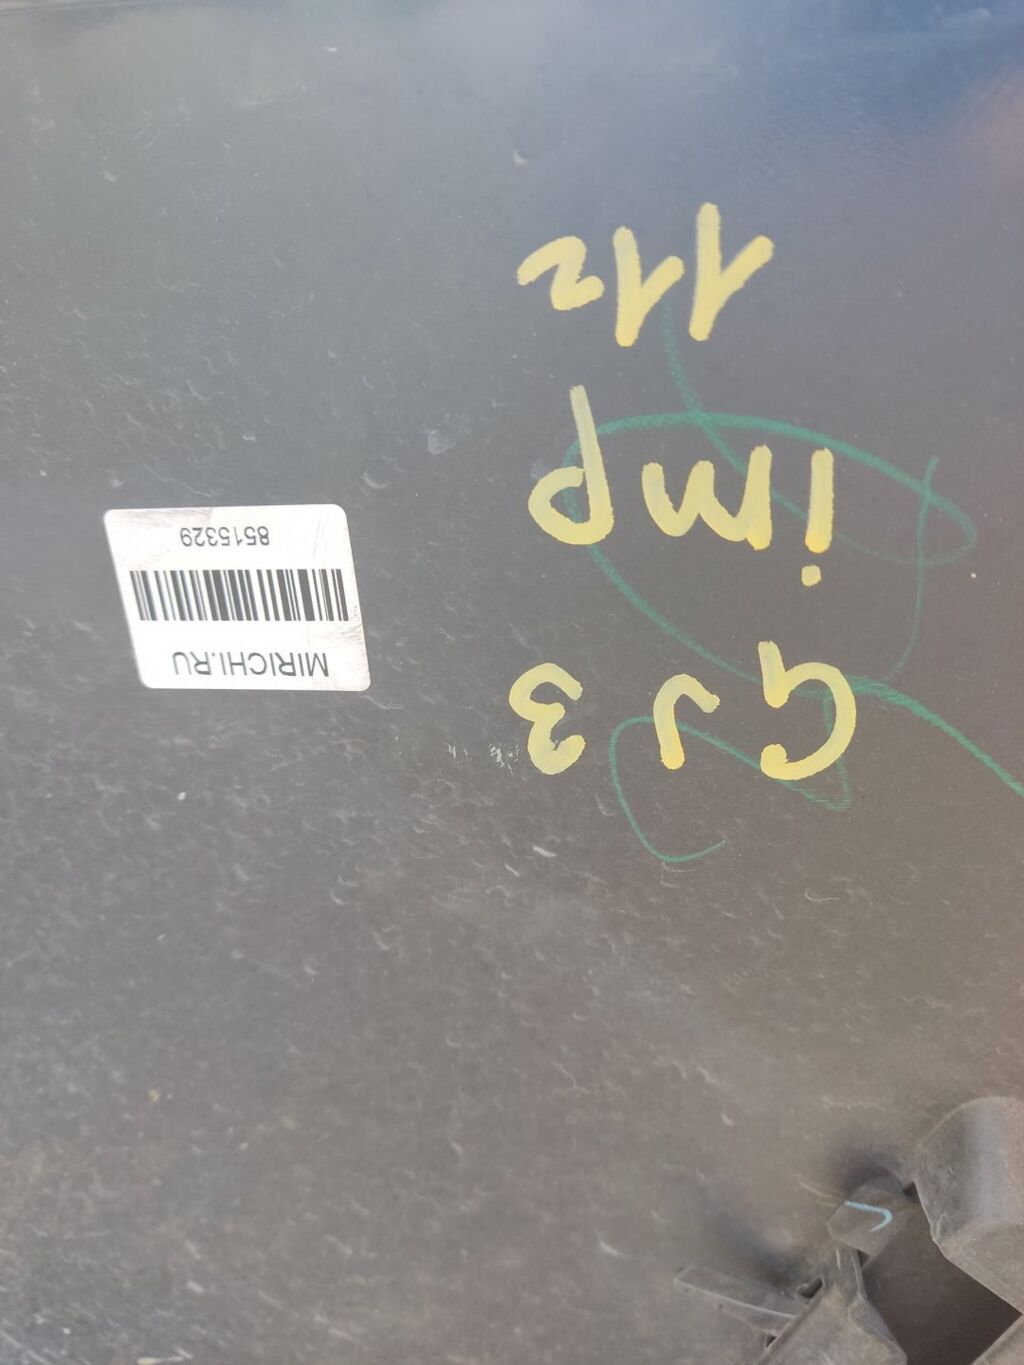 GJ3
imp
112
MIRICHI.RU
8515329